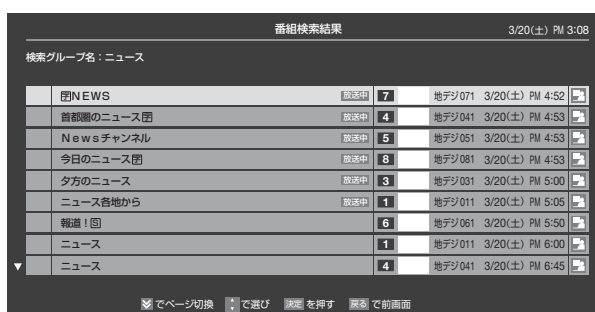 番組検索結果 3/20(土) PM 3:08
検索グループ名：ニュース
字NEWS 放送中 7 地デジ071 3/20(土) PM 4:52
首都圏のニュース字 放送中 4 地デジ041 3/20(土) PM 4:53
Newsチャンネル 放送中 5 地デジ051 3/20(土) PM 4:53
今日のニュース字 放送中 8 地デジ081 3/20(土) PM 4:53
夕方のニュース 放送中 3 地デジ031 3/20(土) PM 5:00
ニュース各地から 放送中 1 地デジ011 3/20(土) PM 5:05
報道！S 6 地デジ061 3/20(土) PM 5:50
ニュース 1 地デジ011 3/20(土) PM 6:00
ニュース 4 地デジ041 3/20(土) PM 6:45
でページ切換 で選び 決定 を押す 戻る で前画面